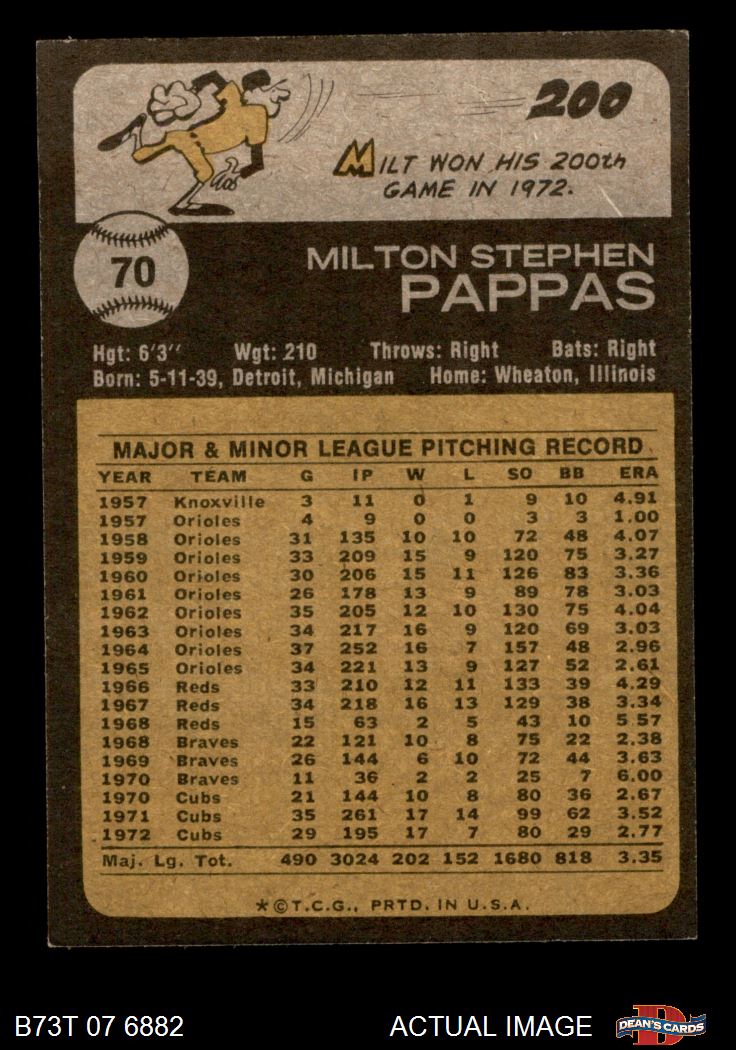 200
MILT WON HIS 200th
GAME IN 1972.
70
MILTON STEPHEN
PAPPAS
Hgt: 6'3'' Wgt: 210 Throws: Right Bats: Right
Born: 5-11-39, Detroit, Michigan Home: Wheaton, Illinois
MAJOR & MINOR LEAGUE PITCHING RECORD
YEAR TEAM G IP W L SO BB ERA
1957 Knoxville 3 11 0 1 9 10 4.91
1957 Orioles 4 9 0 0 3 3 1.00
1958 Orioles 31 135 10 10 72 48 4.07
1959 Orioles 33 209 15 9 120 75 3.27
1960 Orioles 30 206 15 11 126 83 3.36
1961 Orioles 26 178 13 9 89 78 3.03
1962 Orioles 35 205 12 10 130 75 4.04
1963 Orioles 34 217 16 9 120 69 3.03
1964 Orioles 37 252 16 7 157 48 2.96
1965 Orioles 34 221 13 9 127 52 2.61
1966 Reds 33 210 12 11 133 39 4.29
1967 Reds 34 218 16 13 129 38 3.34
1968 Reds 15 63 2 5 43 10 5 57
1968 Braves 22 121 10 8 75 22 2.38
1969 Braves 26 144 6 10 72 44 3.63
1970 Braves 11 36 2 2 25 7 6.00
1970 Cubs 21 144 10 8 80 36 2.67
1971 Cubs 35 261 17 14 99 62 3.52
1972 Cubs 29 195 17 7 80 29 2.77
Maj. Lg. Tot. 490 3024 202 152 1680 818 3.35
*©T.C.G., PRTD. IN U.S.A.
B73T 07 6882 ACTUAL IMAGE D DEAN'S CARDS